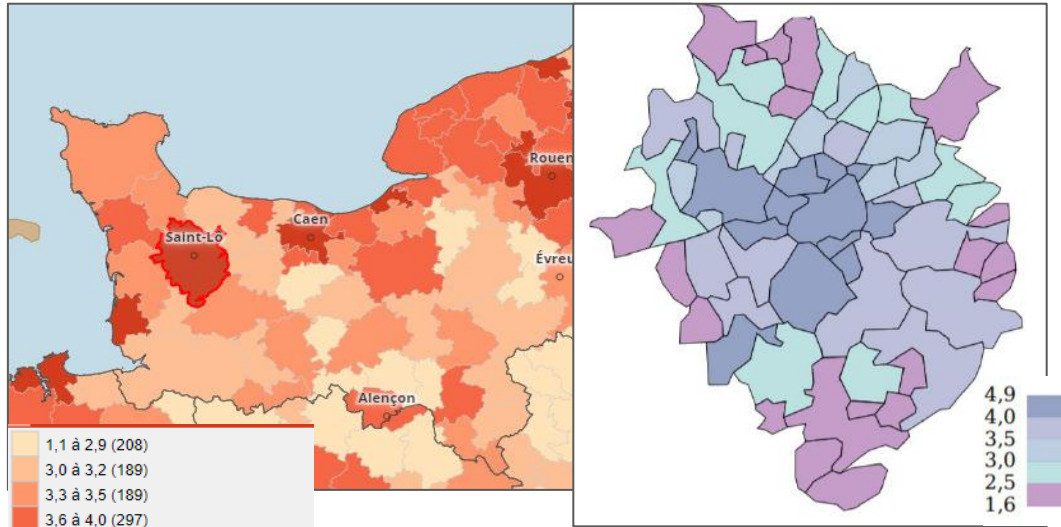 Rouen
Caen
Saint-Lô
Évreu
Alençon
1,1 à 2,9 (208)
3,0 à 3,2 (189)
3,3 à 3,5 (189)
3,6 à 4,0 (297)
4,9
4,0
3,5
3,0
2,5
1,6